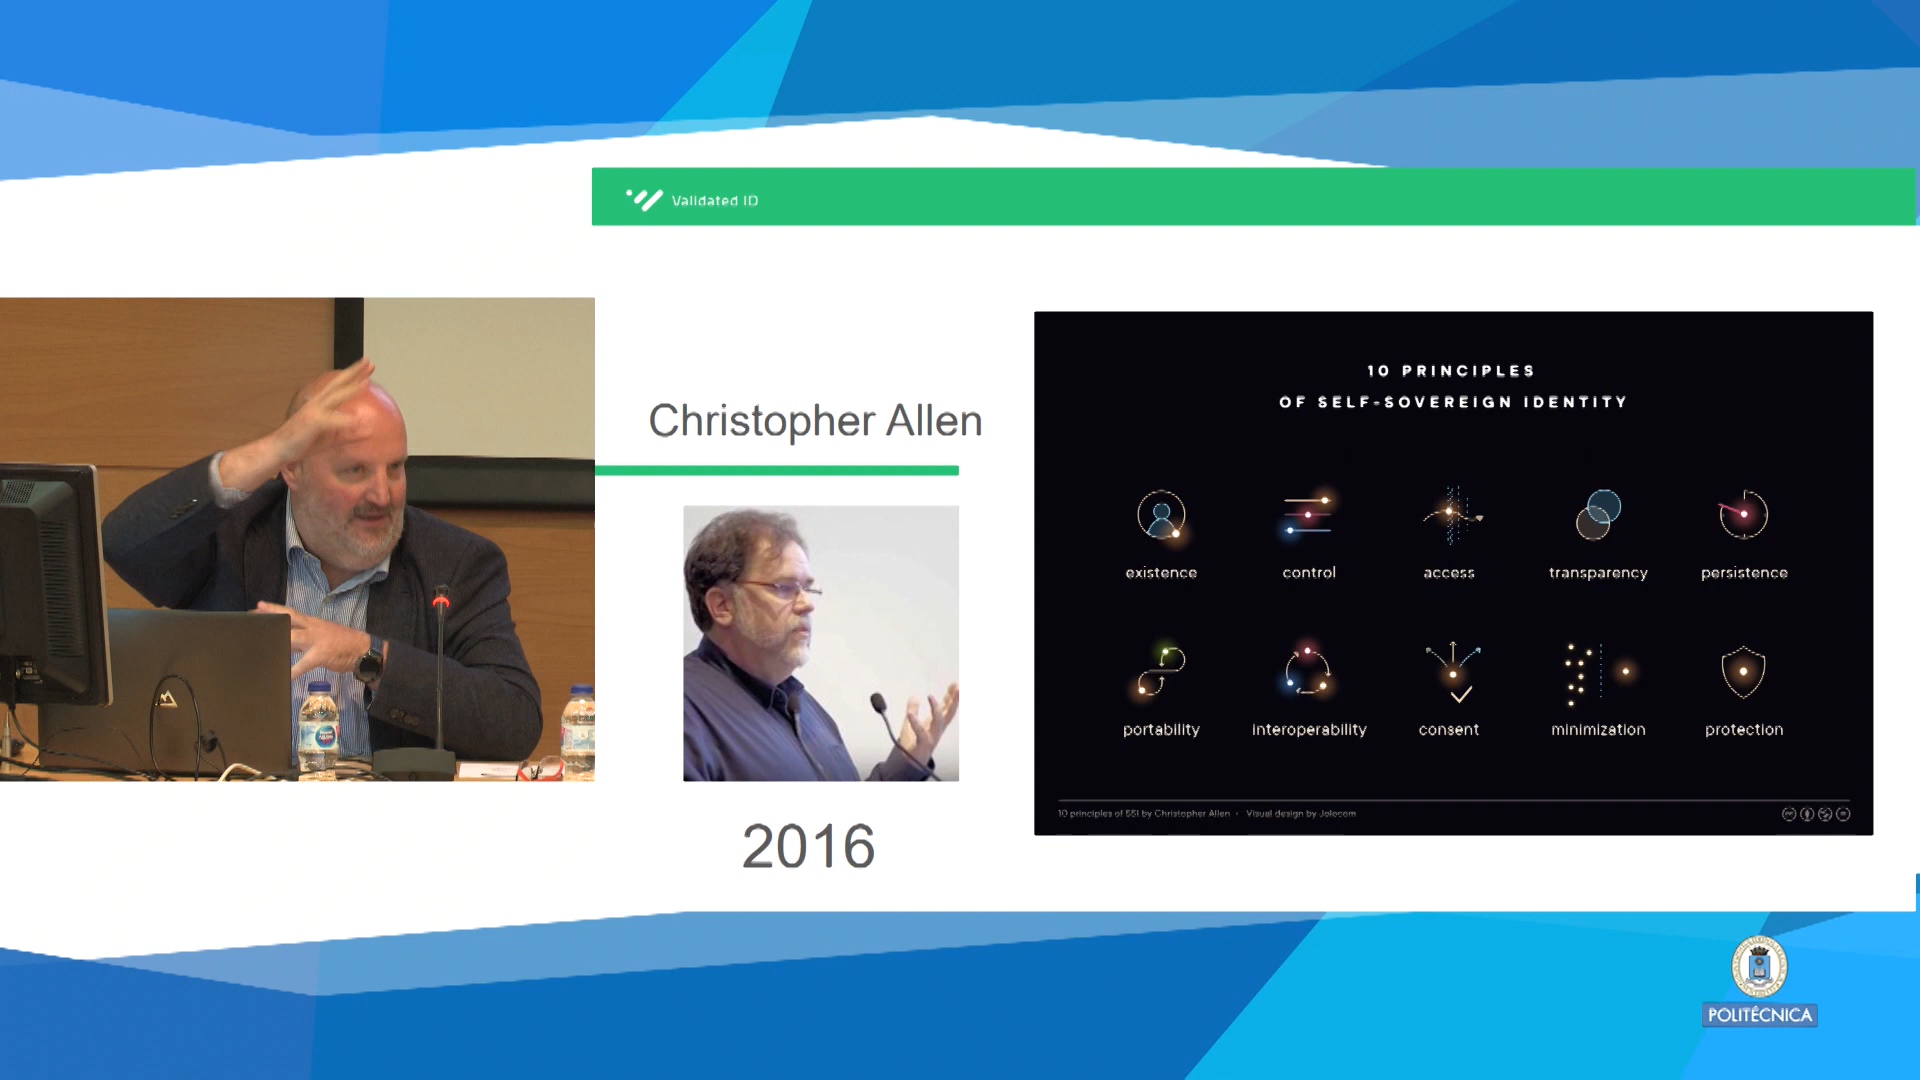 Validated ID
Christopher Allen
2016
10 PRINCIPLES
OF SELF-SOVEREIGN IDENTITY
existence control access transparency persistence
portability interoperability consent minimization protection
10 principles of SSI by Christopher Allen · Visual design by Jolocom
POLITÉCNICA